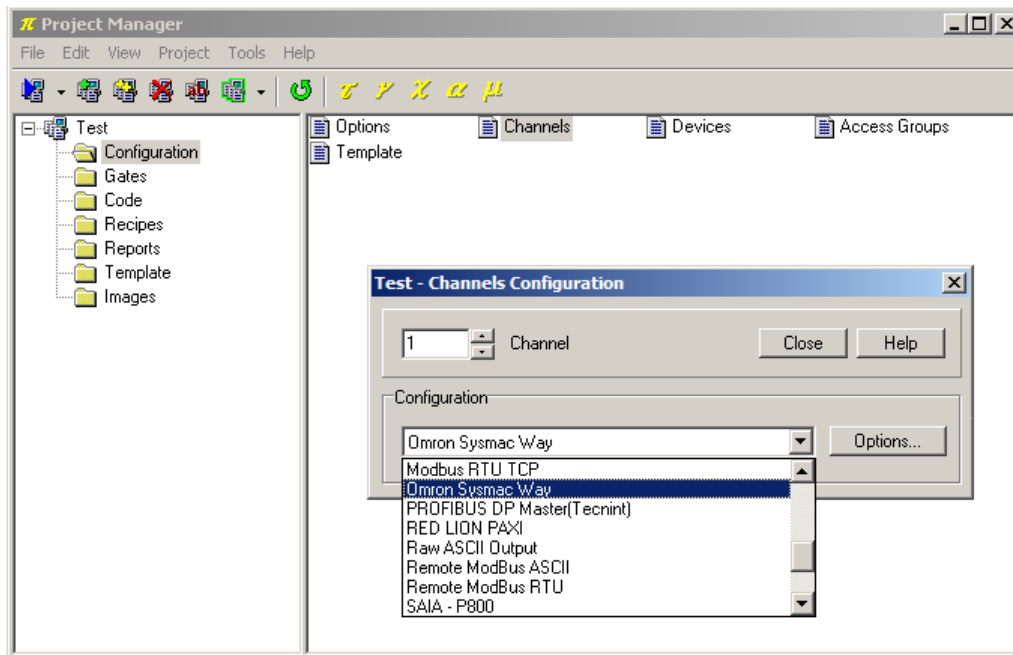 π Project Manager
File Edit View Project Tools Help
τ γ χ α μ
Test
Configuration
Gates
Code
Recipes
Reports
Template
Images
Options Channels Devices Access Groups
Template
Test - Channels Configuration
1 Channel Close Help
Configuration
Omron Sysmac Way Options...
Modbus RTU TCP
Omron Sysmac Way
PROFIBUS DP Master(Tecnint)
RED LION PAXI
Raw ASCII Output
Remote ModBus ASCII
Remote ModBus RTU
SAIA - P800